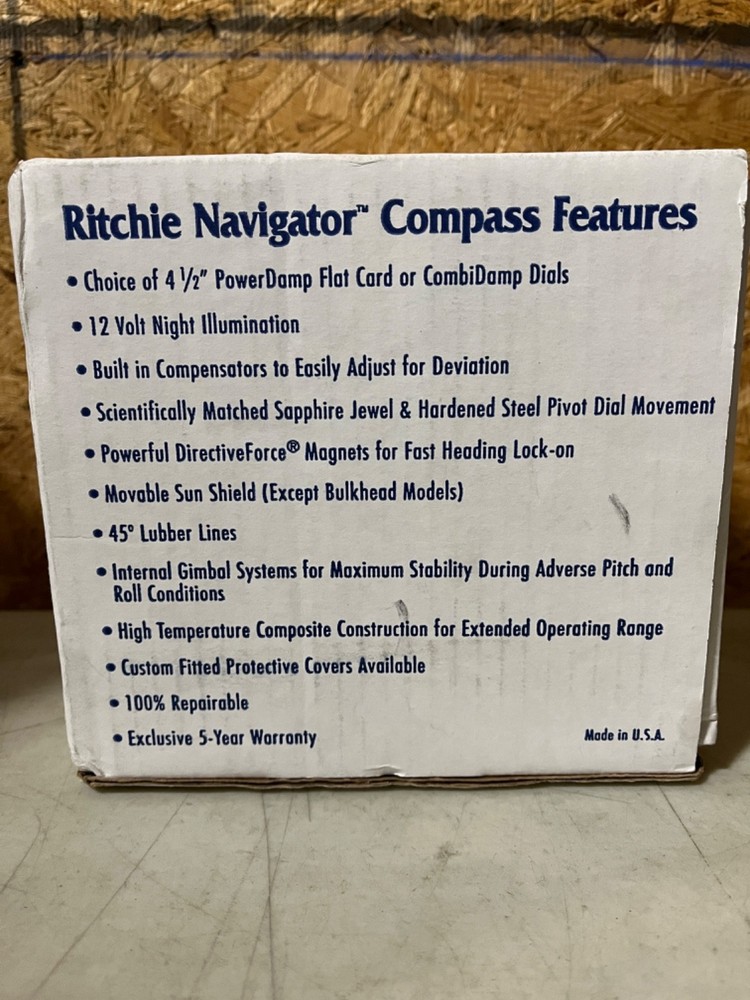 Ritchie Navigator™ Compass Features
• Choice of 4 1/2" PowerDamp Flat Card or CombiDamp Dials
• 12 Volt Night Illumination
• Built in Compensators to Easily Adjust for Deviation
• Scientifically Matched Sapphire Jewel & Hardened Steel Pivot Dial Movement
• Powerful DirectiveForce® Magnets for Fast Heading Lock-on
• Movable Sun Shield (Except Bulkhead Models)
• 45° Lubber Lines
• Internal Gimbal Systems for Maximum Stability During Adverse Pitch and
Roll Conditions
• High Temperature Composite Construction for Extended Operating Range
• Custom Fitted Protective Covers Available
• 100% Repairable
• Exclusive 5-Year Warranty
Made in U.S.A.